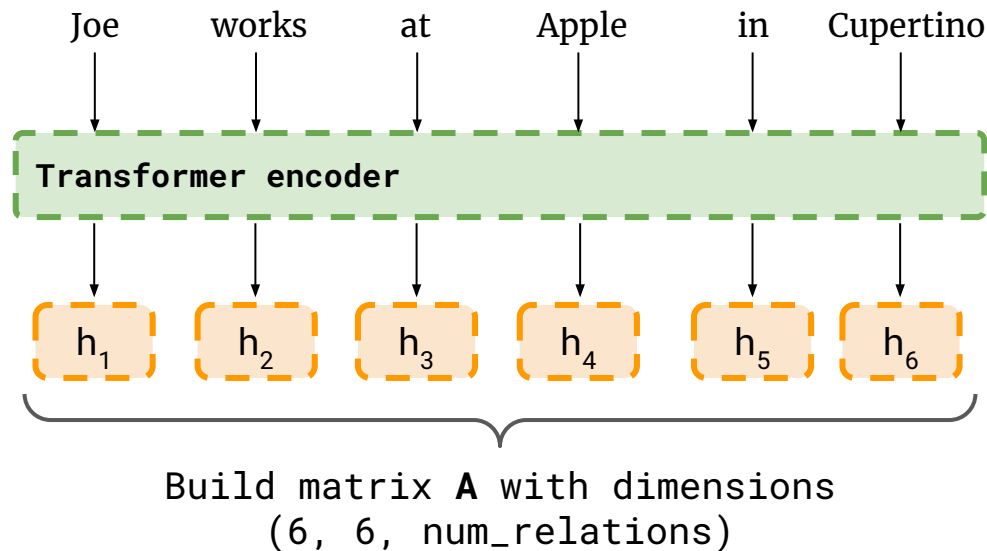 Joe works at Apple in Cupertino
Transformer encoder
h₁ h₂ h₃ h₄ h₅ h₆
Build matrix A with dimensions
(6, 6, num_relations)